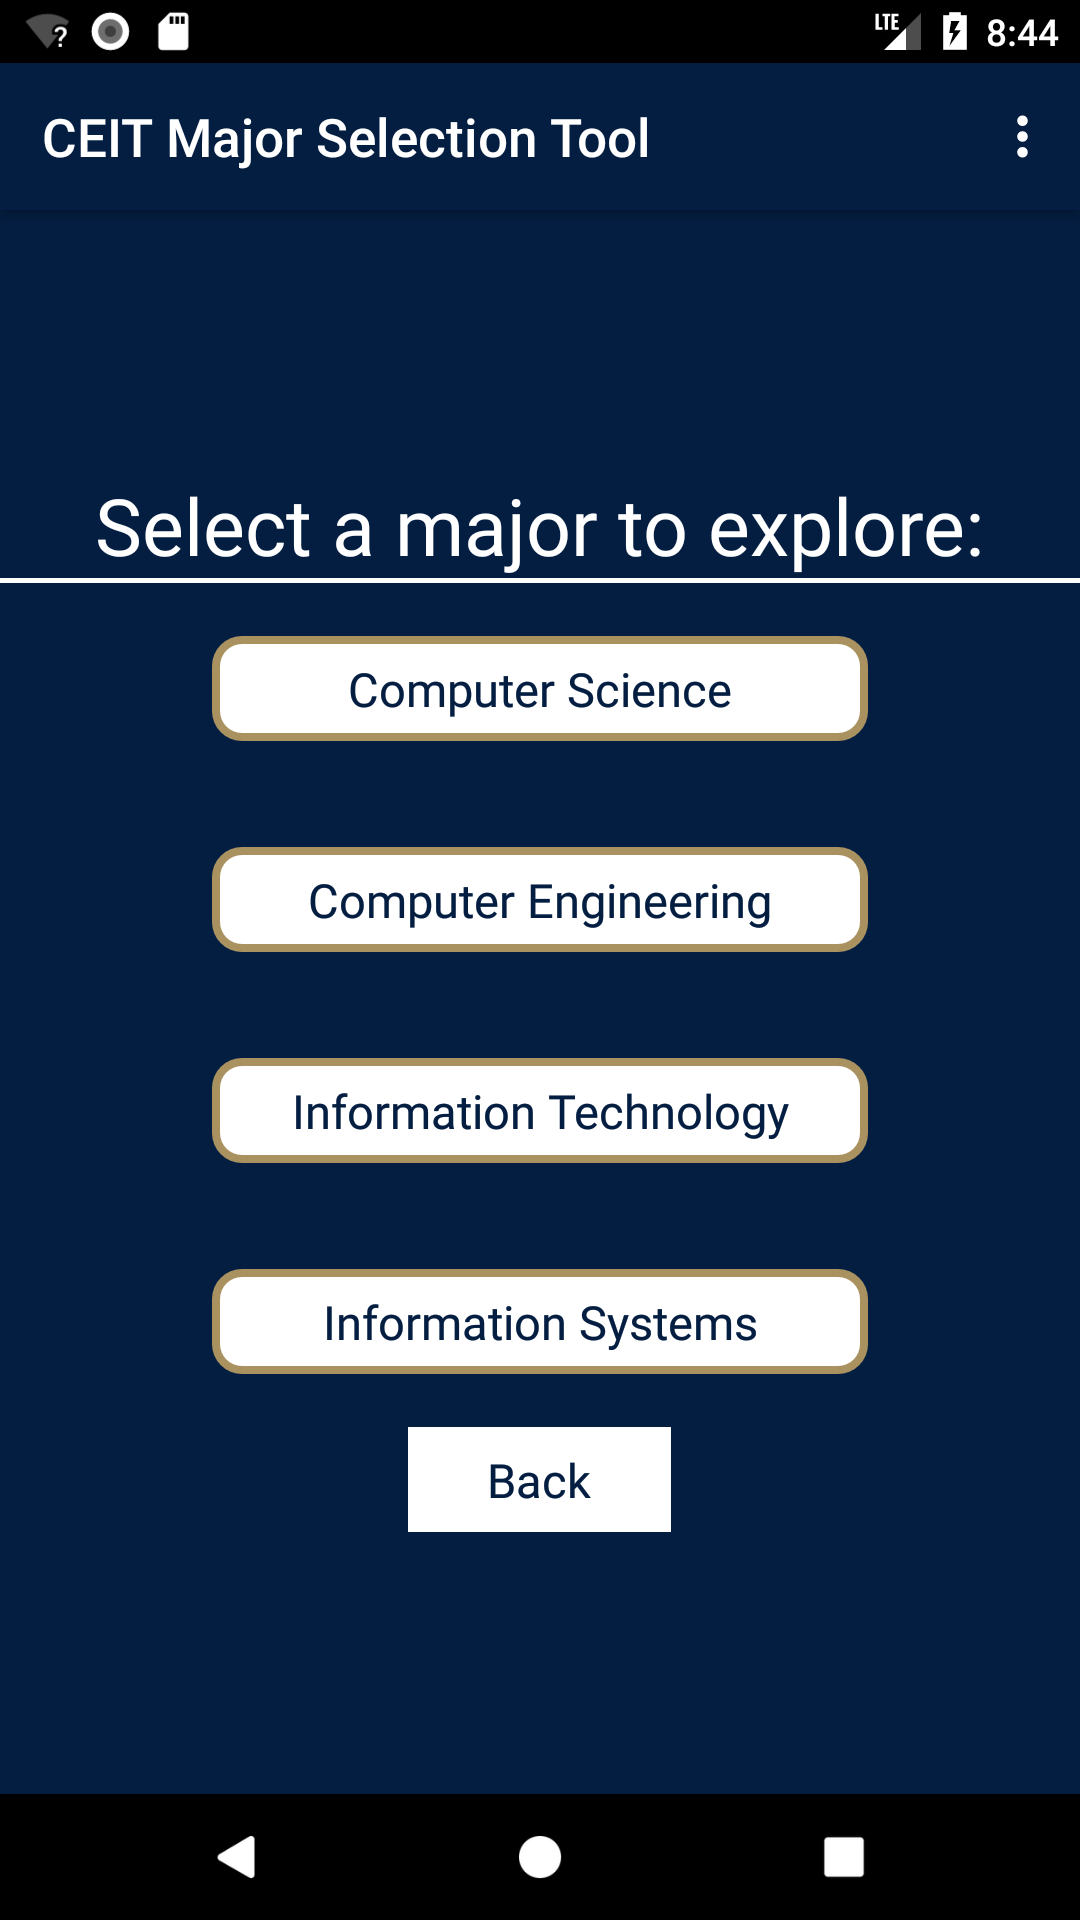 LTE 8:44
CEIT Major Selection Tool
Select a major to explore:
Computer Science
Computer Engineering
Information Technology
Information Systems
Back